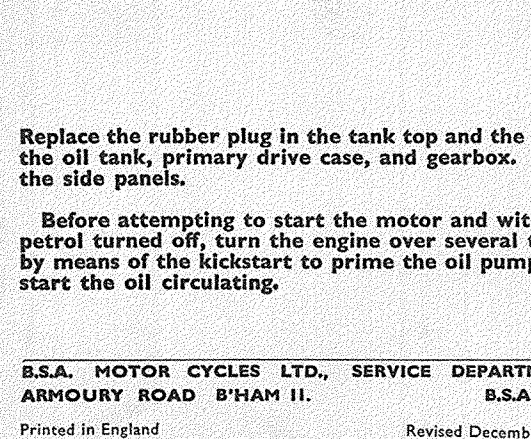 Replace the rubber plug in the tank top and the
the oil tank, primary drive case, and gearbox.
the side panels.
Before attempting to start the motor and wit
petrol turned off, turn the engine over several t
by means of the kickstart to prime the oil pump
start the oil circulating.
B.S.A. MOTOR CYCLES LTD., SERVICE DEPARTM
ARMOURY ROAD B'HAM 11. B.S.A
Printed in England Revised Decemb